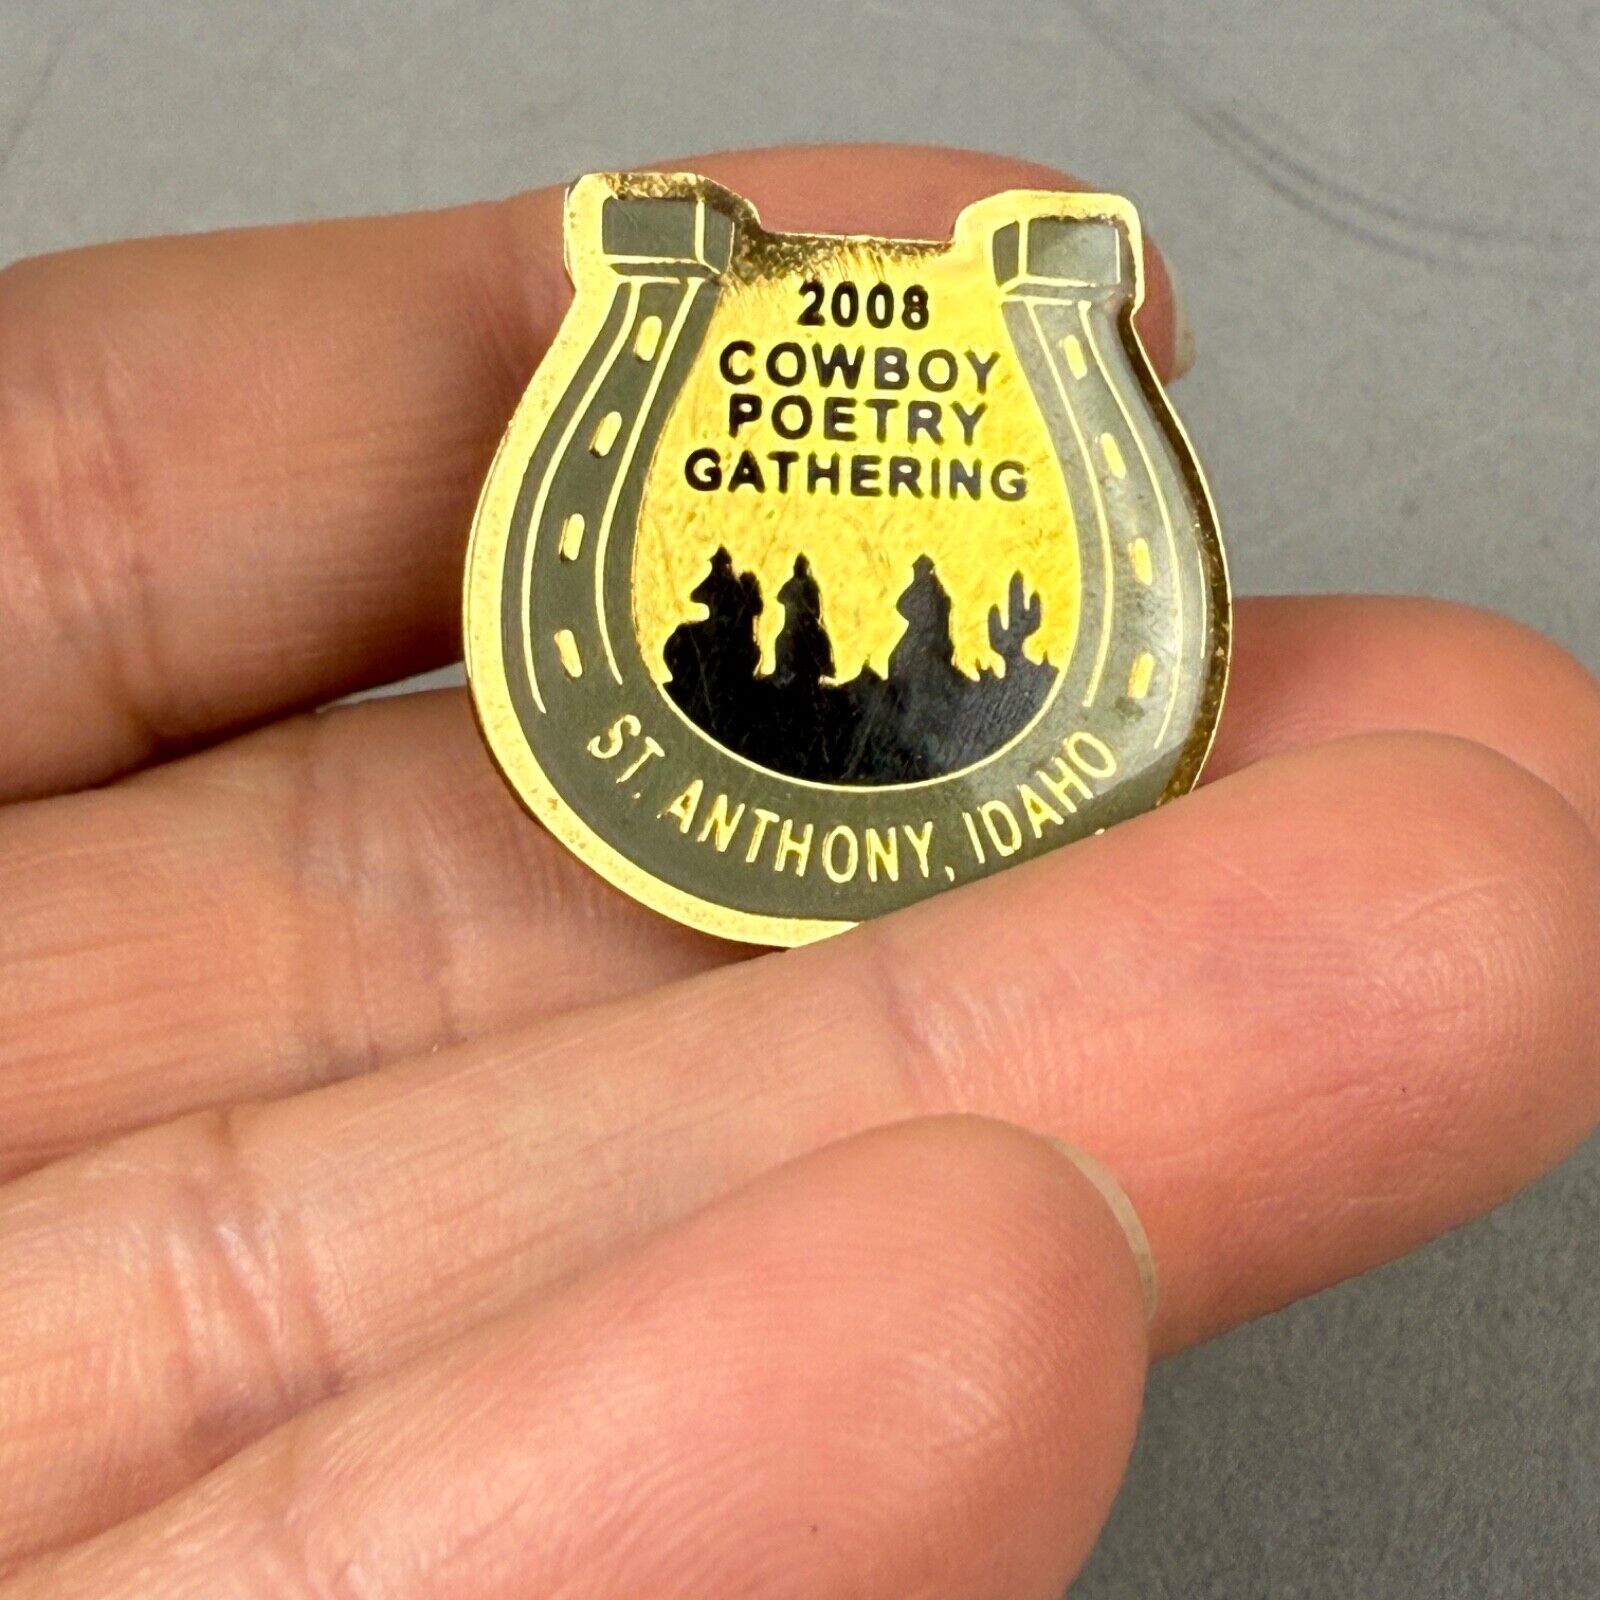 2008
COWBOY
POETRY
GATHERING
ST. ANTHONY, IDAHO